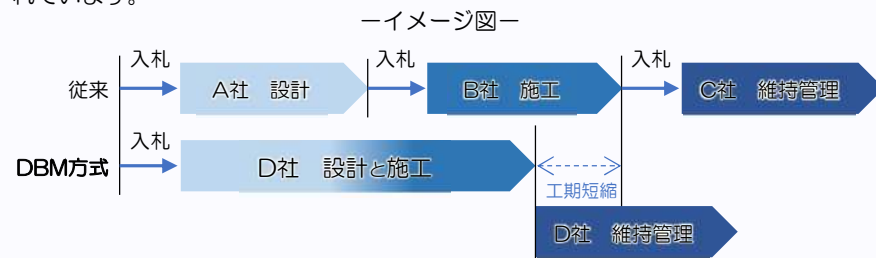 れています。
－イメージ図－
入札 入札 入札
従来 A社 設計 B社 施工 C社 維持管理
入札
DBM方式 D社 設計と施工
工期短縮
D社 維持管理